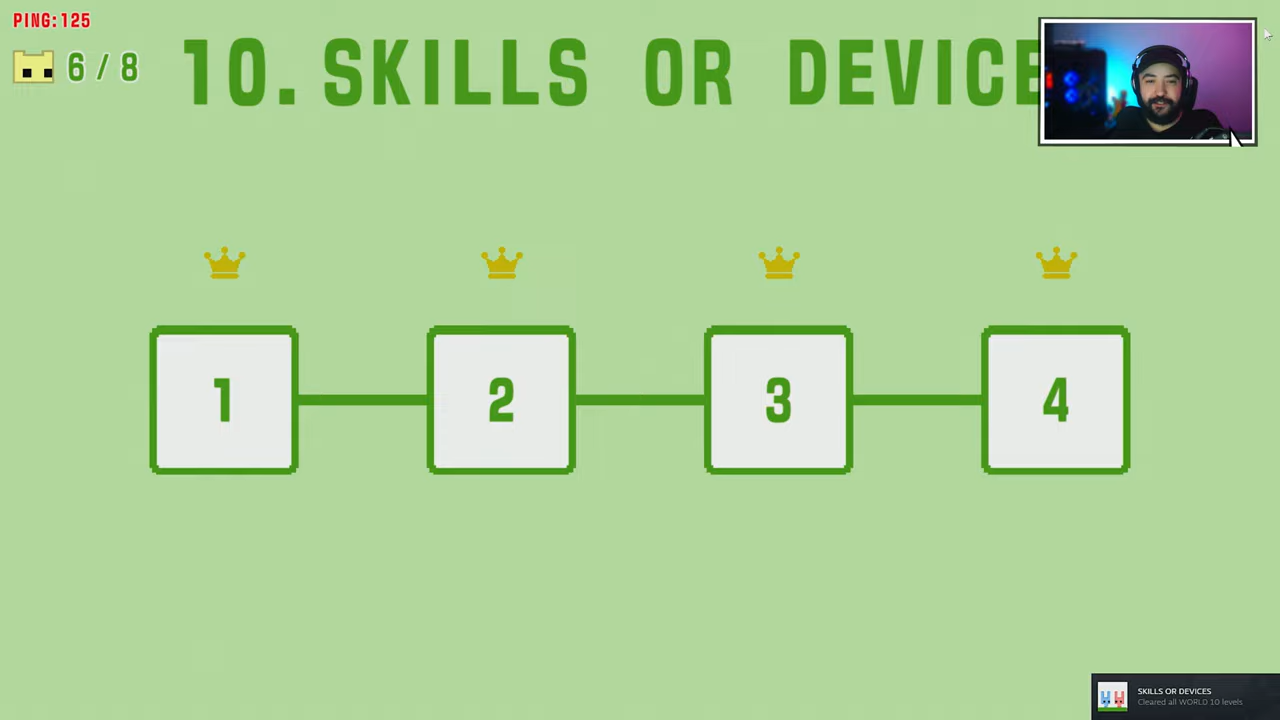 PING:125
6 / 8
10. SKILLS OR DEVICE
1
2
3
4
SKILLS OR DEVICES
Cleared all WORLD 10 levels